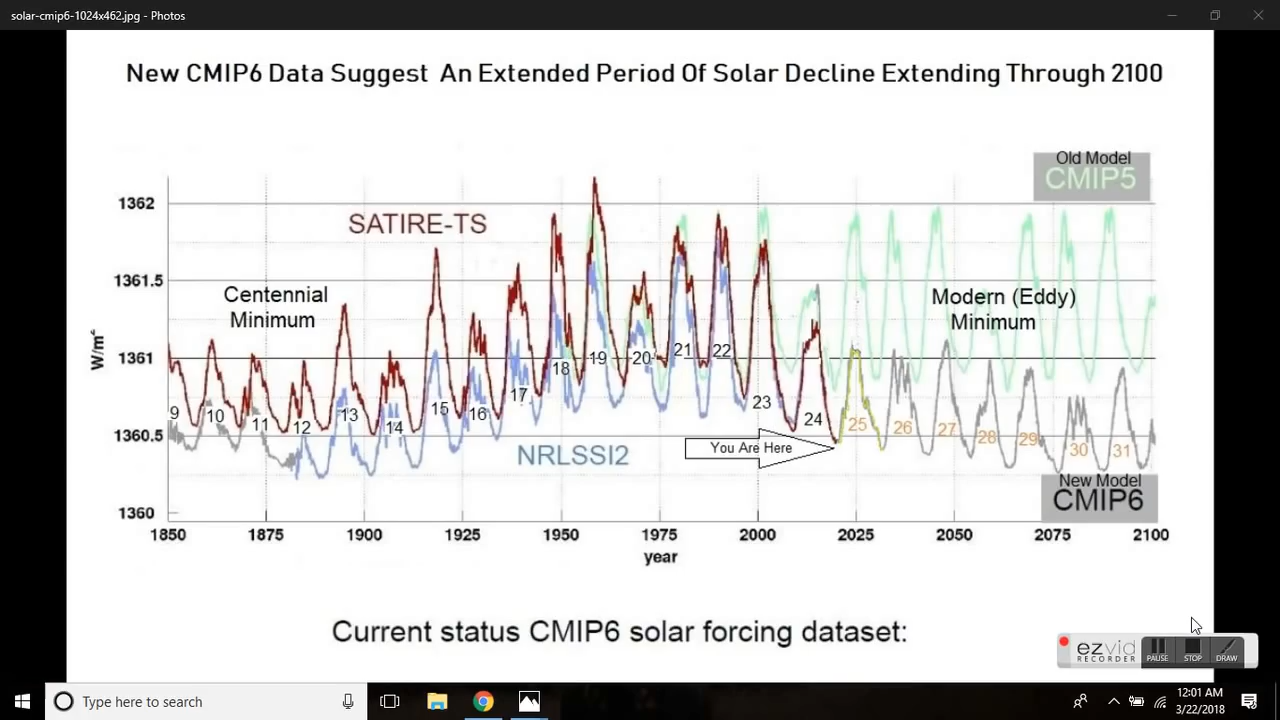 solar-cmip6-1024x462.jpg - Photos
New CMIP6 Data Suggest An Extended Period Of Solar Decline Extending Through 2100
Old Model
CMIP5
1362
SATIRE-TS
1361.5
Centennial
Minimum
Modern (Eddy)
Minimum
W/m²
1361
9
10
11
12
13
14
15
16
17
18
19
20
21
22
23
24
25
26
27
28
29
30
31
1360.5
You Are Here
NRLSSI2
New Model
CMIP6
1360
1850
1875
1900
1925
1950
1975
2000
2025
2050
2075
2100
year
Current status CMIP6 solar forcing dataset:
ezvid
RECORDER
PAUSE
STOP
DRAW
Type here to search
12:01 AM
3/22/2018